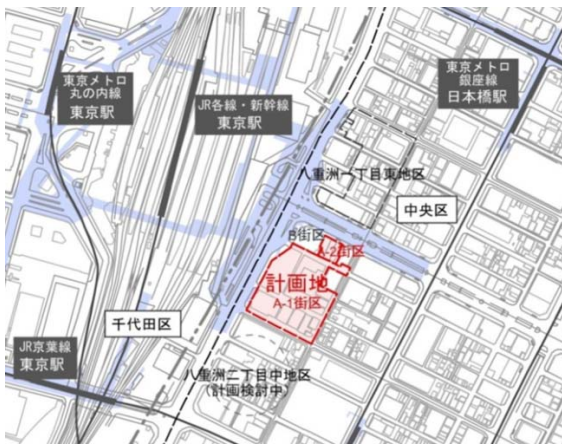 東京メトロ
丸の内線
東京駅
JR各線・新幹線
東京駅
東京メトロ
銀座線
日本橋駅
八重洲一丁目東地区
中央区
B街区
A-2街区
計画地
A-1街区
千代田区
JR京葉線
東京駅
八重洲二丁目中地区
(計画検討中)